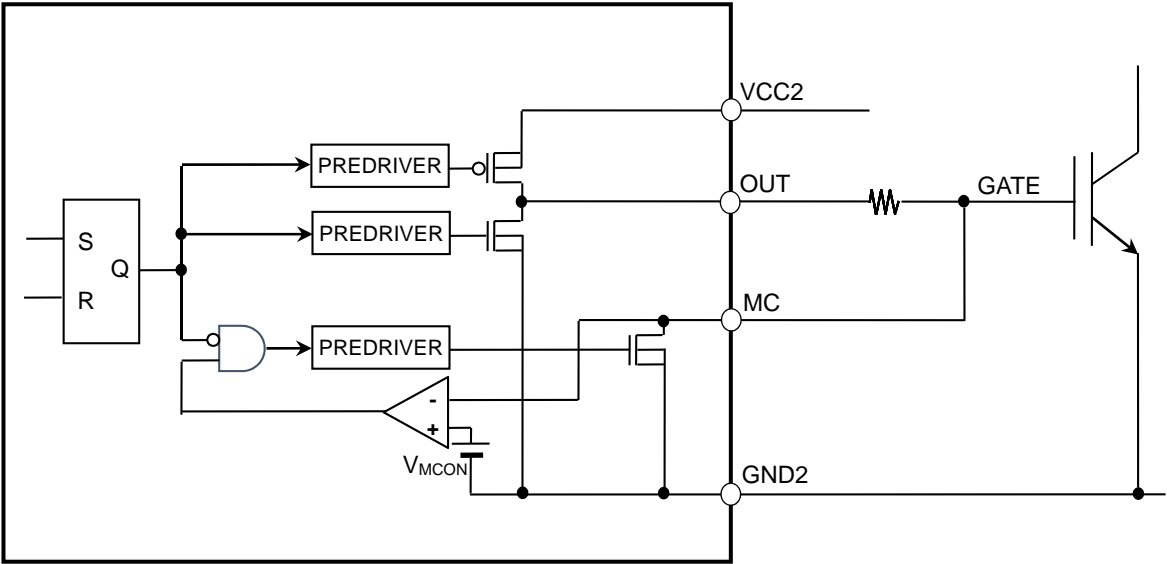 VCC2
PREDRIVER
OUT
GATE
PREDRIVER
S
Q
R
MC
PREDRIVER
-
+
VMCON
GND2